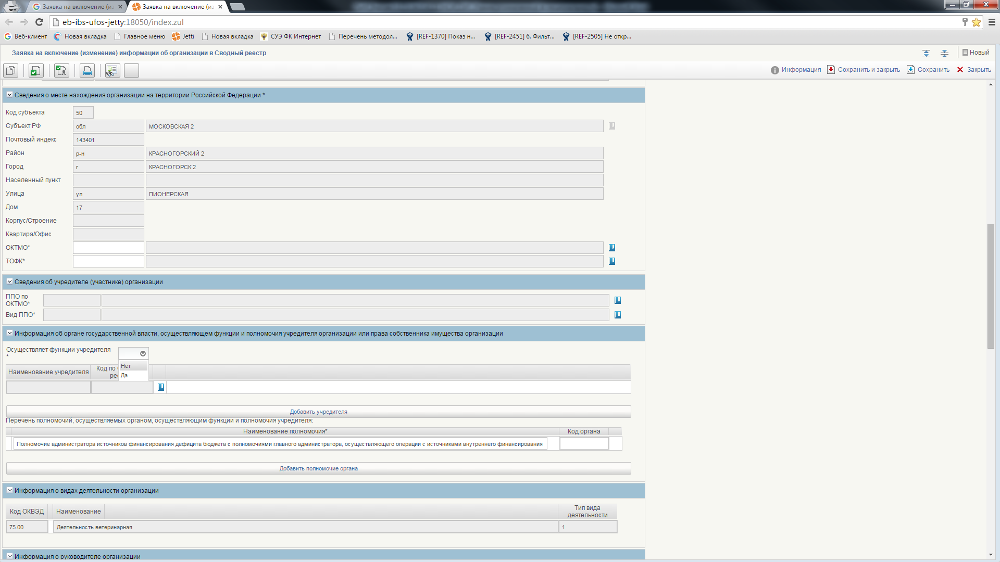 Заявка на включение (из
Заявка на включение (из
eb-ibs-ufos-jetty:18050/index.zul
Веб-клиент
Новая вкладка
Главное меню
Jetti
Новая вкладка
СУЭ ФК Интернет
Перечень методол...
[REF-1370] Показ н...
[REF-2451] 6. Фильт...
[REF-2505] Не откр...
Заявка на включение (изменение) информации об организации в Сводный реестр
Новый
Информация
Сохранить и закрыть
Сохранить
Закрыть
Сведения о месте нахождения организации на территории Российской Федерации *
Код субъекта 50
Субъект РФ обл МОСКОВСКАЯ 2
Почтовый индекс 143401
Район р-н КРАСНОГОРСКИЙ 2
Город г КРАСНОГОРСК 2
Населенный пункт
Улица ул ПИОНЕРСКАЯ
Дом 17
Корпус/Строение
Квартира/Офис
ОКТМО*
ТОФК*
Сведения об учредителе (участнике) организации
ППО по
ОКТМО*
Вид ППО*
Информация об органе государственной власти, осуществляющем функции и полномочия учредителя организации или права собственника имущества организации
Осуществляет функции учредителя
*
Нет
Да
Наименование учредителя
Код по
рее
Добавить учредителя
Перечень полномочий, осуществляемых органом, осуществляющим функции и полномочия учредителя:
Наименование полномочия* Код органа
Полномочие администратора источников финансирования дефицита бюджета с полномочиями главного администратора, осуществляющего операции с источниками внутреннего финансирования
Добавить полномочие органа
Информация о видах деятельности организации
Код ОКВЭД Наименование Тип вида
деятельности
75.00 Деятельность ветеринарная 1
Информация о руководителе организации